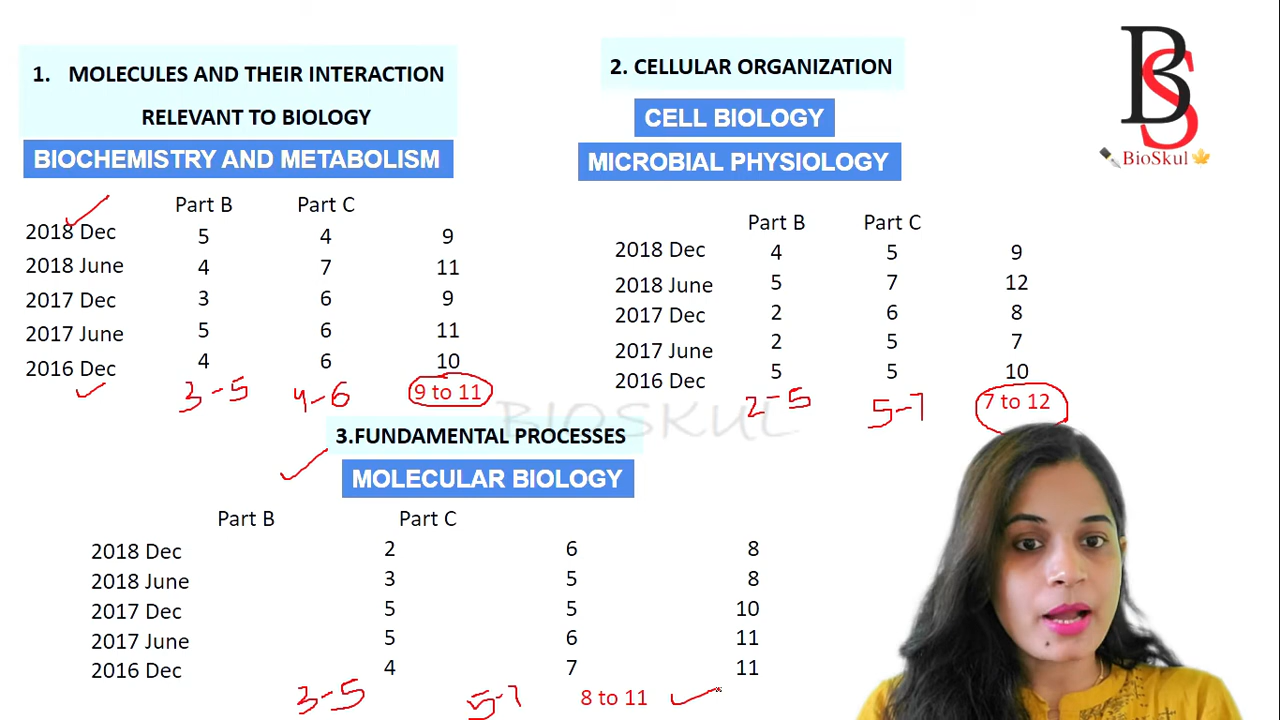 1. MOLECULES AND THEIR INTERACTION
RELEVANT TO BIOLOGY
BIOCHEMISTRY AND METABOLISM
Part B Part C
2018 Dec 5 4 9
2018 June 4 7 11
2017 Dec 3 6 9
2017 June 5 6 11
2016 Dec 4 6 10
3-5 4-6 9 to 11
2. CELLULAR ORGANIZATION
CELL BIOLOGY
MICROBIAL PHYSIOLOGY
Part B Part C
2018 Dec 4 5 9
2018 June 5 7 12
2017 Dec 2 6 8
2017 June 2 5 7
2016 Dec 5 5 10
2-5 5-7 7 to 12
BS
BioSkul
BIOSKUL
3.FUNDAMENTAL PROCESSES
MOLECULAR BIOLOGY
Part B Part C
2018 Dec 2 6 8
2018 June 3 5 8
2017 Dec 5 5 10
2017 June 5 6 11
2016 Dec 4 7 11
3-5 5-7 8 to 11